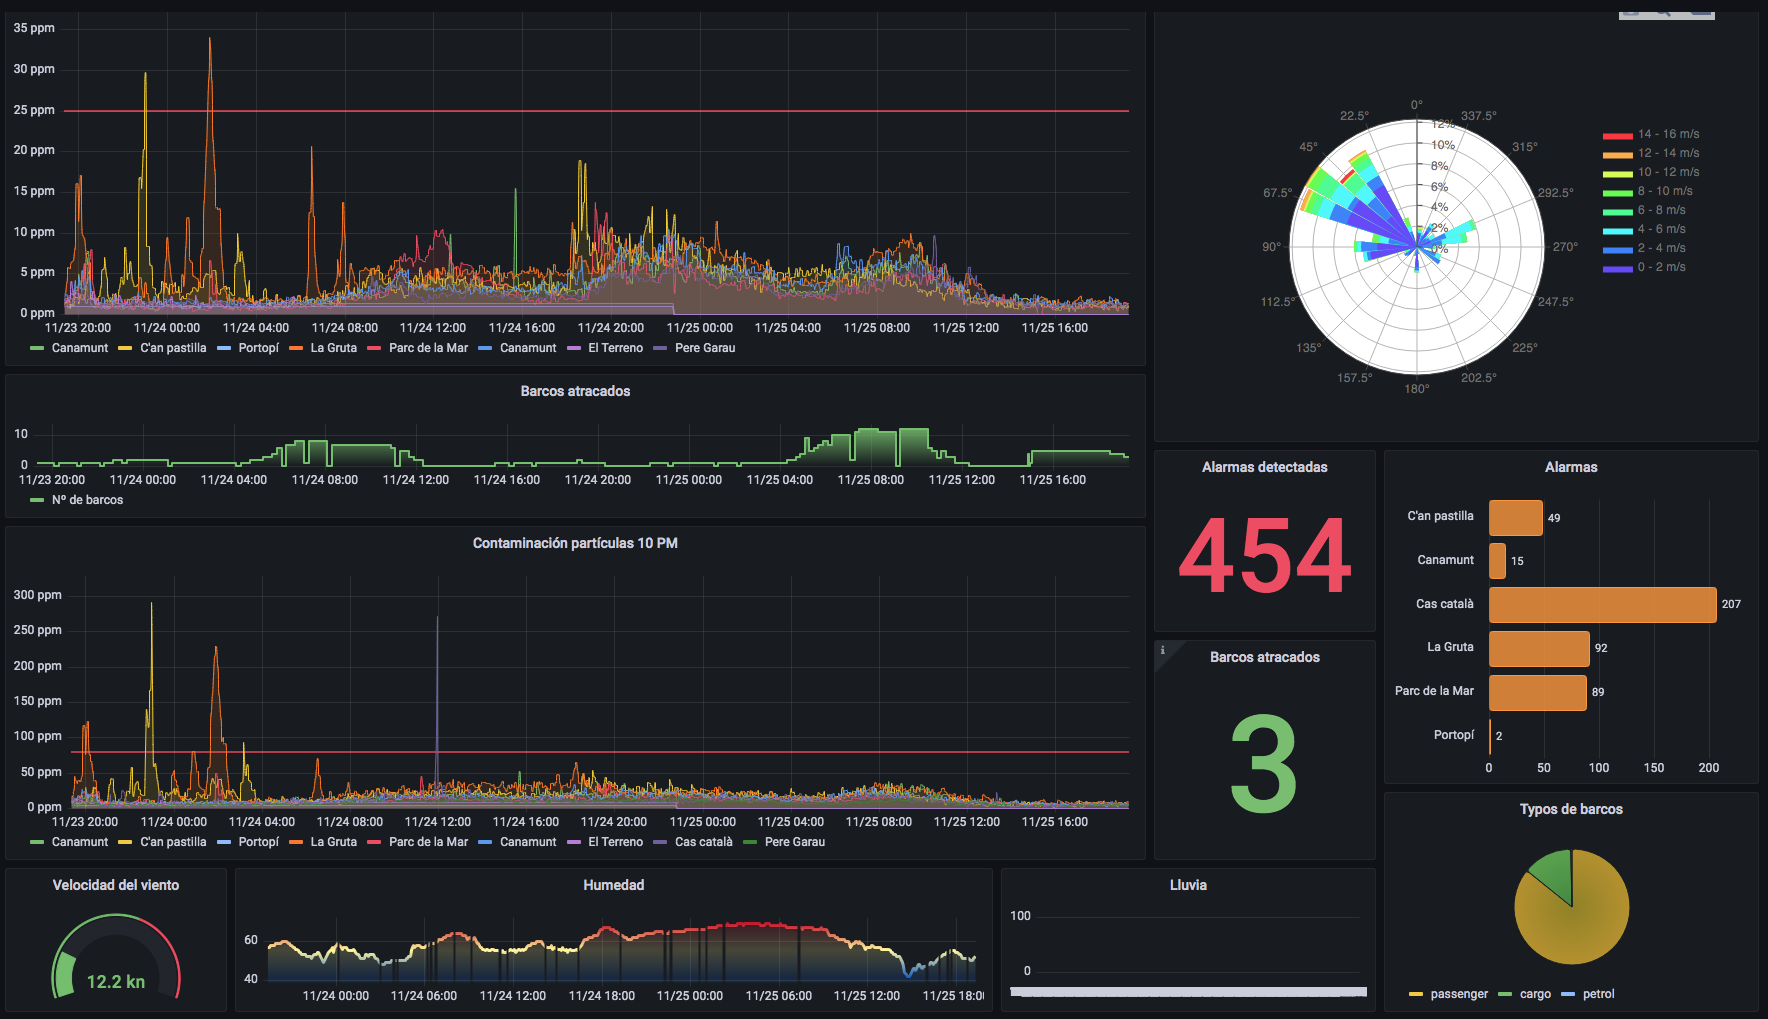 35 ppm
30 ppm
25 ppm
20 ppm
15 ppm
10 ppm
5 ppm
0 ppm
11/23 20:00 11/24 00:00 11/24 04:00 11/24 08:00 11/24 12:00 11/24 16:00 11/24 20:00 11/25 00:00 11/25 04:00 11/25 08:00 11/25 12:00 11/25 16:00
Canamunt C'an pastilla Portopí La Gruta Parc de la Mar Canamunt El Terreno Pere Garau
0°
22.5° 337.5°
45° 315°
67.5° 292.5°
90° 270°
112.5° 247.5°
135° 225°
157.5° 202.5°
180°
12%
10%
8%
6%
4%
2%
0%
14 - 16 m/s
12 - 14 m/s
10 - 12 m/s
8 - 10 m/s
6 - 8 m/s
4 - 6 m/s
2 - 4 m/s
0 - 2 m/s
Barcos atracados
10
0
11/23 20:00 11/24 00:00 11/24 04:00 11/24 08:00 11/24 12:00 11/24 16:00 11/24 20:00 11/25 00:00 11/25 04:00 11/25 08:00 11/25 12:00 11/25 16:00
Nº de barcos
Alarmas detectadas
454
Alarmas
C'an pastilla 49
Canamunt 15
Cas català 207
La Gruta 92
Parc de la Mar 89
Portopí 2
0 50 100 150 200
Contaminación partículas 10 PM
300 ppm
250 ppm
200 ppm
150 ppm
100 ppm
50 ppm
0 ppm
11/23 20:00 11/24 00:00 11/24 04:00 11/24 08:00 11/24 12:00 11/24 16:00 11/24 20:00 11/25 00:00 11/25 04:00 11/25 08:00 11/25 12:00 11/25 16:00
Canamunt C'an pastilla Portopí La Gruta Parc de la Mar Canamunt El Terreno Cas català Pere Garau
i
Barcos atracados
3
Typos de barcos
passenger cargo petrol
Velocidad del viento
12.2 kn
Humedad
60
40
11/24 00:00 11/24 06:00 11/24 12:00 11/24 18:00 11/25 00:00 11/25 06:00 11/25 12:00 11/25 18:0
Lluvia
100
0